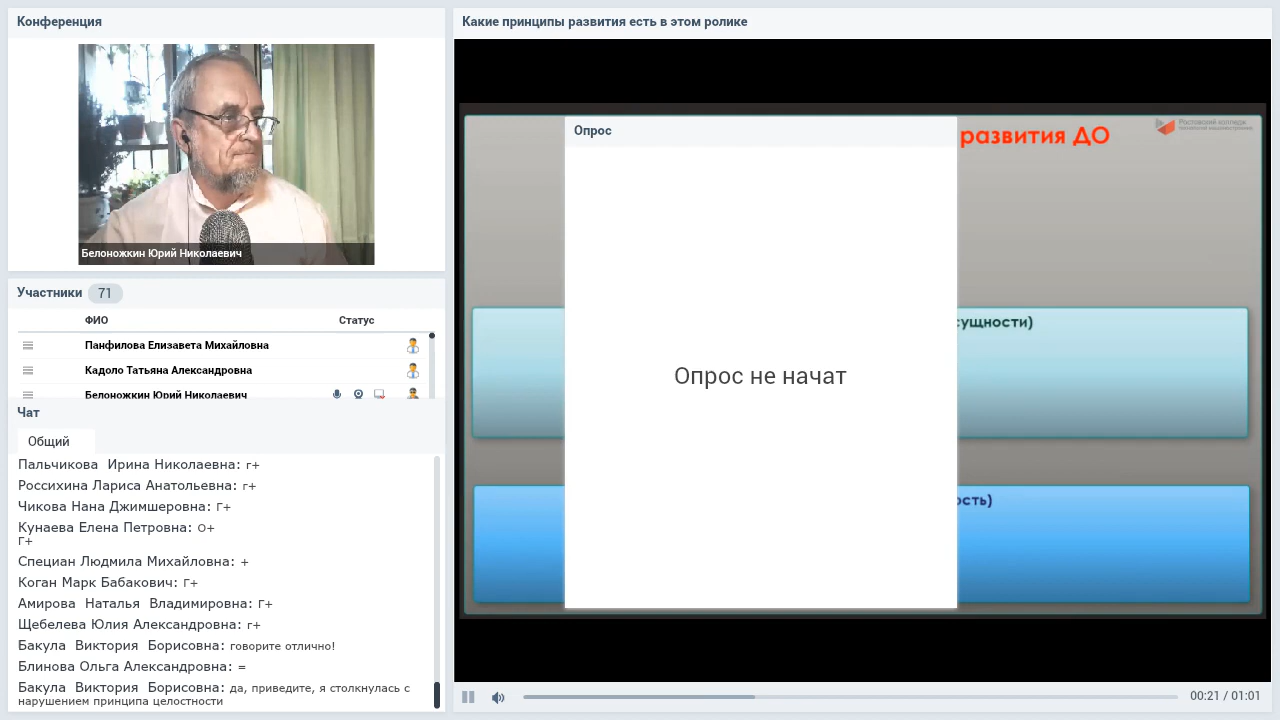 Конференция
Белоножкин Юрий Николаевич
Участники 71
ФИО Статус
Панфилова Елизавета Михайловна
Кадоло Татьяна Александровна
Белоножкин Юрий Николаевич
Чат
Общий
Пальчикова Ирина Николаевна: г+
Россихина Лариса Анатольевна: г+
Чикова Нана Джимшеровна: Г+
Кунаева Елена Петровна: О+
Г+
Специан Людмила Михайловна: +
Коган Марк Бабакович: Г+
Амирова Наталья Владимировна: Г+
Щебелева Юлия Александровна: г+
Бакула Виктория Борисовна: говорите отлично!
Блинова Ольга Александровна: =
Бакула Виктория Борисовна: да, приведите, я столкнулась с
нарушением принципа целостности
Какие принципы развития есть в этом ролике
развития ДО
Ростовский колледж
технологий машиностроения
Опрос
сущности)
Опрос не начат
ость)
00:21 / 01:01